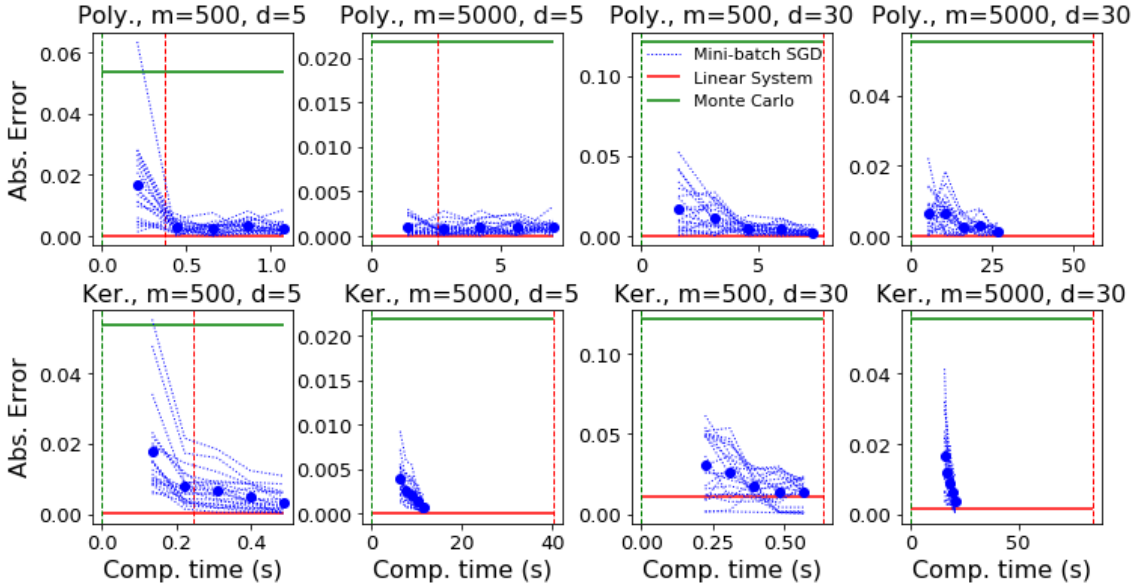 Poly., m=500, d=5
Poly., m=5000, d=5
Poly., m=500, d=30
Poly., m=5000, d=30
Abs. Error
0.06
0.04
0.02
0.00
0.0
0.5
1.0
0.020
0.015
0.010
0.005
0.000
0
5
0.10
0.05
0.00
0
5
Mini-batch SGD
Linear System
Monte Carlo
0.04
0.02
0.00
0
25
50
Ker., m=500, d=5
Ker., m=5000, d=5
Ker., m=500, d=30
Ker., m=5000, d=30
Abs. Error
0.04
0.02
0.00
0.0
0.2
0.4
0.020
0.015
0.010
0.005
0.000
0
20
40
0.10
0.05
0.00
0.00
0.25
0.50
0.04
0.02
0.00
0
50
Comp. time (s)
Comp. time (s)
Comp. time (s)
Comp. time (s)